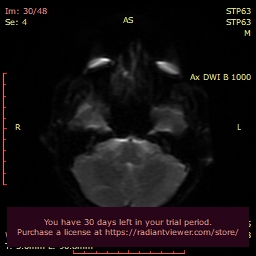 Im: 30/48
Se: 4
AS
STP63
STP63
M
Ax DWI B 1000
R
L
You have 30 days left in your trial period.
Purchase a license at https://radiantviewer.com/store/